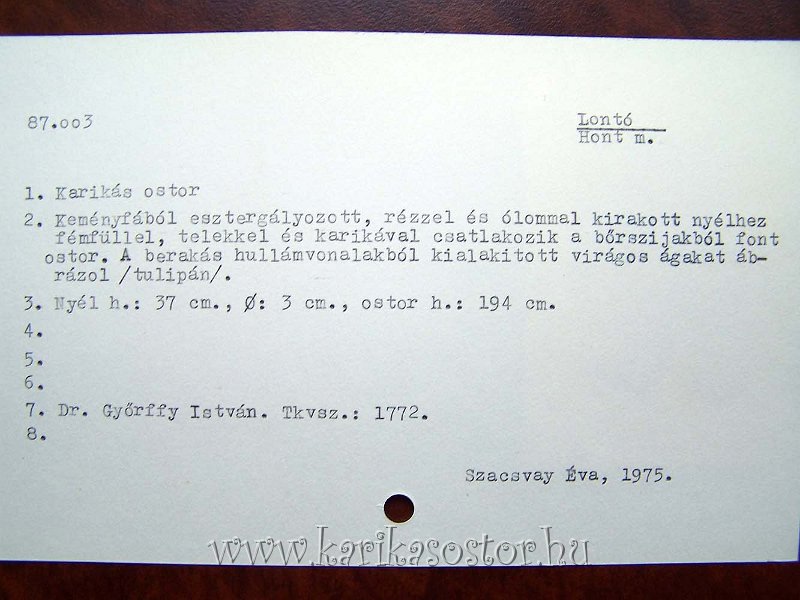 87.oo3
Lontó
Hont m.
1. Karikás ostor
2. Keményfából esztergályozott, rézzel és ólommal kirakott nyélhez
fémfüllel, telekkel és karikával csatlakozik a bőrszijakból font
ostor. A berakás hullámvonalakból kialakitott virágos ágakat áb-
rázol /tulipán/.
3. Nyél h.: 37 cm., Ø: 3 cm., ostor h.: 194 cm.
4.
5.
6.
7. Dr. Győrffy István. Tkvsz.: 1772.
8.
Szacsvay Éva, 1975.
www.karikasostor.hu